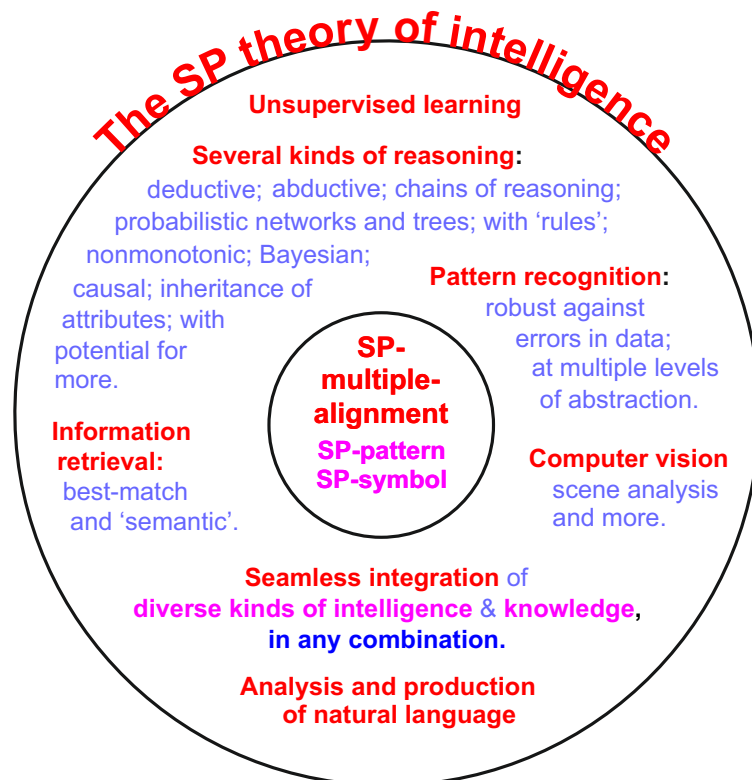 The SP theory of intelligence
Unsupervised learning
Several kinds of reasoning:
deductive; abductive; chains of reasoning;
probabilistic networks and trees; with ‘rules’;
nonmonotonic; Bayesian;
causal; inheritance of
attributes; with
potential for
more.
Pattern recognition:
robust against
errors in data;
at multiple levels
of abstraction.
SP-
multiple-
alignment
SP-pattern
SP-symbol
Information
retrieval:
best-match
and ‘semantic’.
Computer vision
scene analysis
and more.
Seamless integration of
diverse kinds of intelligence & knowledge,
in any combination.
Analysis and production
of natural language